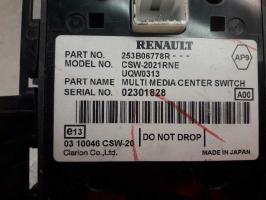 RENAULT
PART NO. 253B06778R - - -
MODEL NO. CSW-2021RNE
UQW0313
AP9
PART NAME MULTI MEDIA CENTER SWITCH
SERIAL NO. 02301828
A00
e13
DO NOT DROP
03 10046 CSW-20
Clarion Co.,Ltd.
MADE IN JAPAN